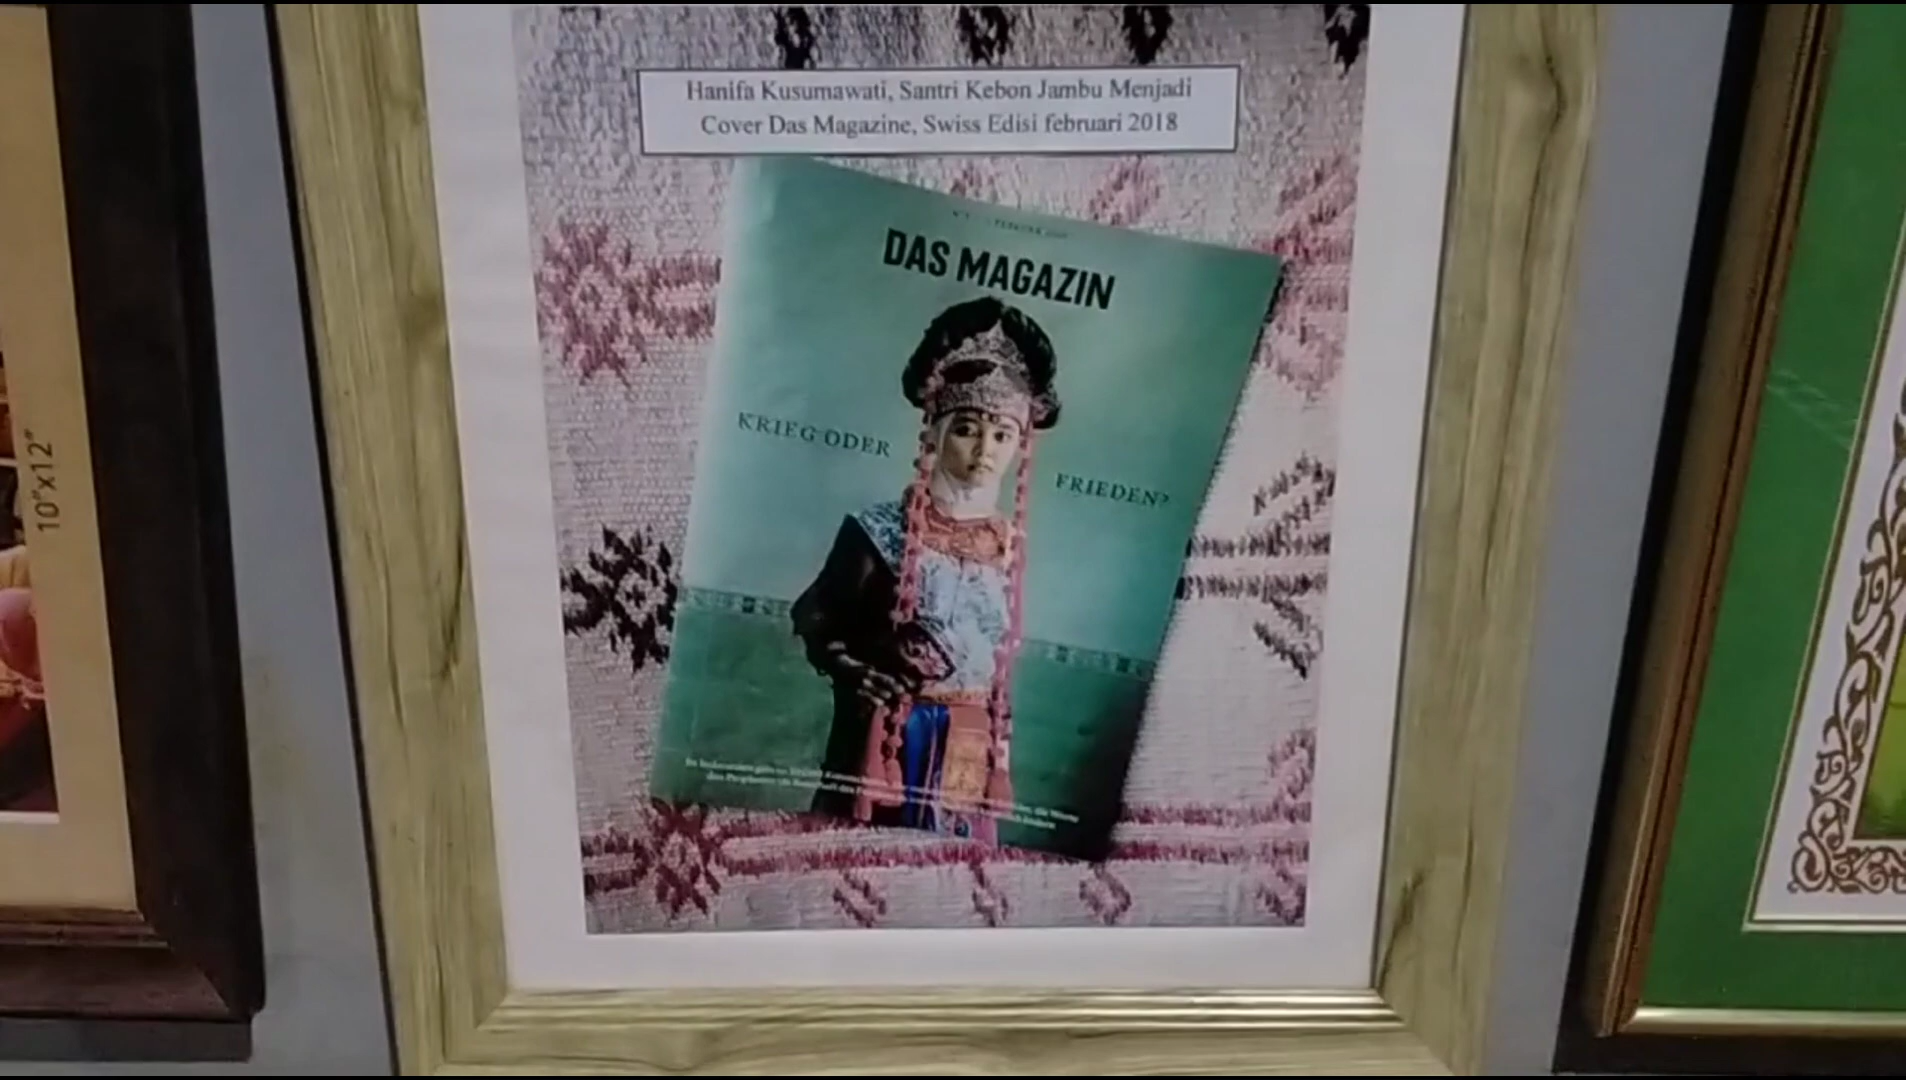 Hanifa Kusumawati, Santri Kebon Jambu Menjadi
Cover Das Magazine, Swiss Edisi februari 2018
DAS MAGAZIN
KRIEG ODER
FRIEDEN?
10"x12"